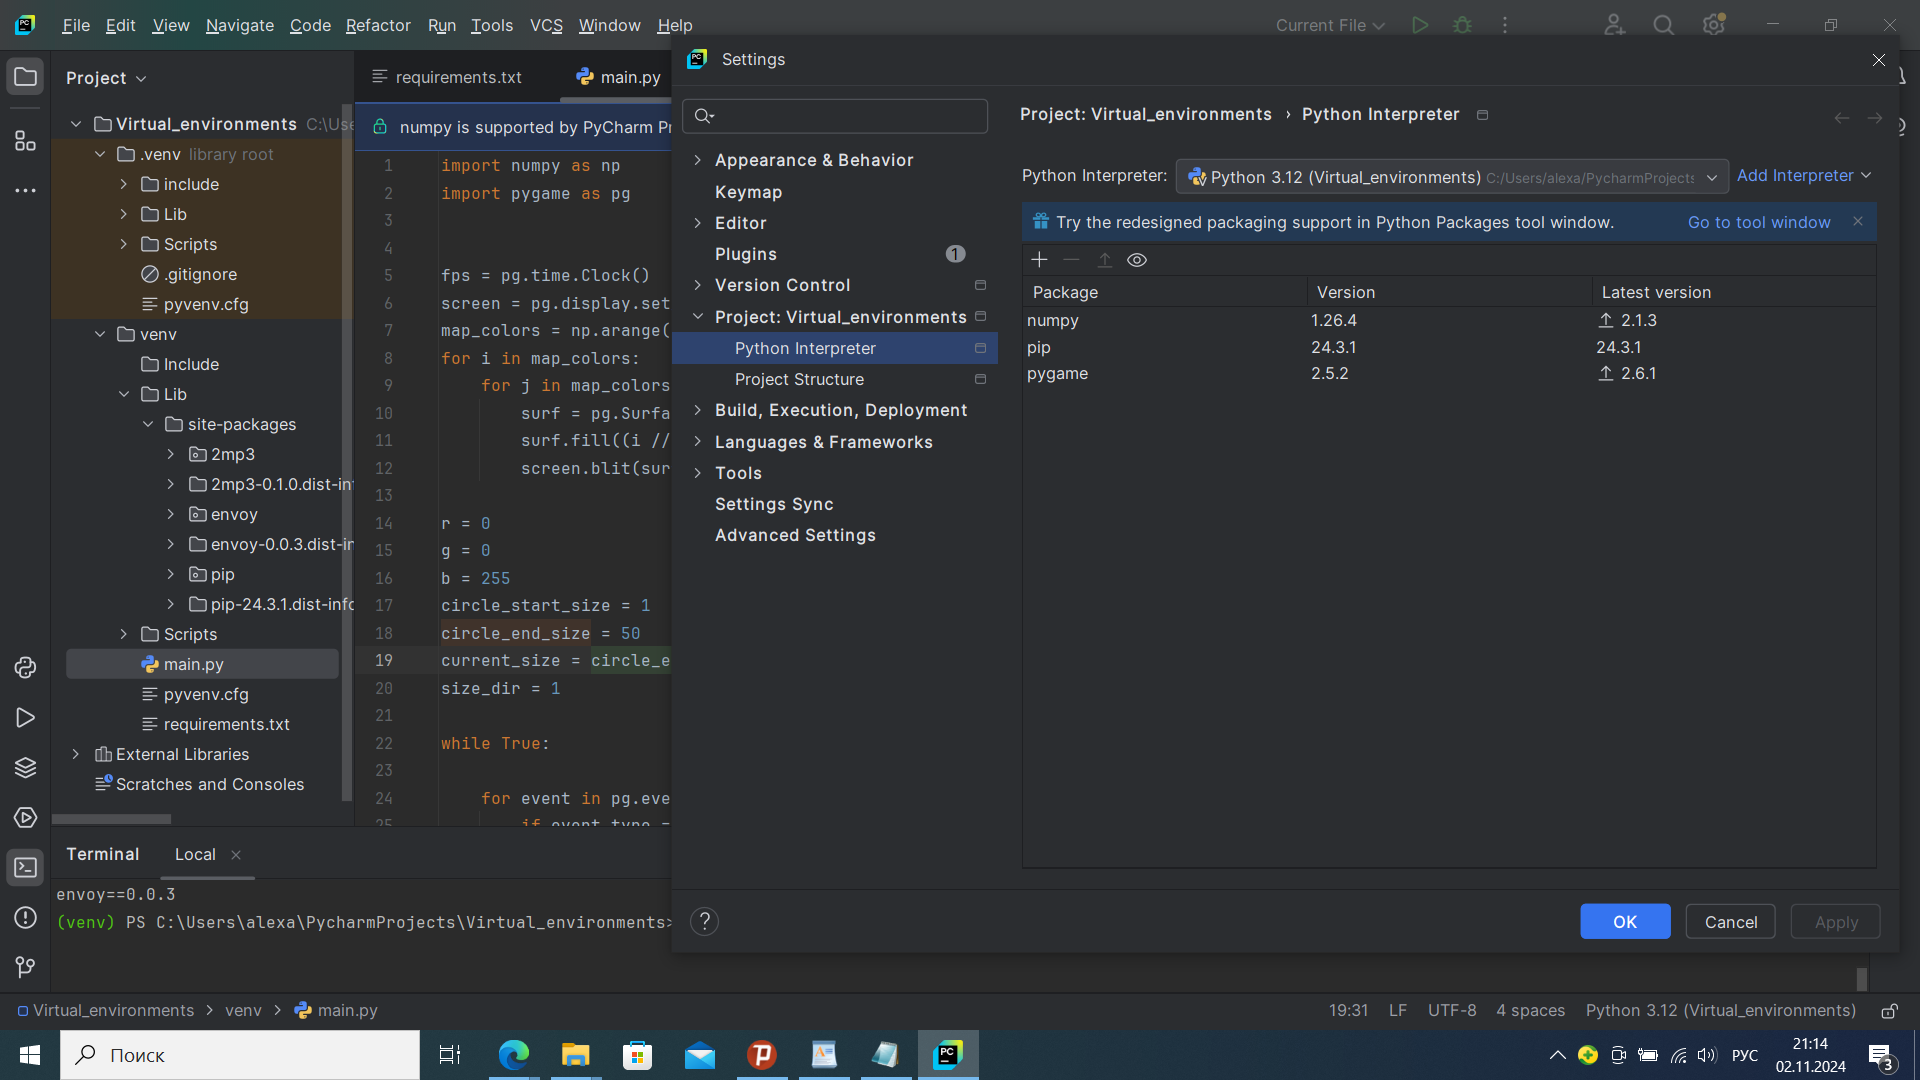 File Edit View Navigate Code Refactor Run Tools VCS Window Help
Current File
Project
Virtual_environments C:\Use
.venv library root
include
Lib
Scripts
.gitignore
pyvenv.cfg
venv
Include
Lib
site-packages
2mp3
2mp3-0.1.0.dist-in
envoy
envoy-0.0.3.dist-in
pip
pip-24.3.1.dist-info
Scripts
main.py
pyvenv.cfg
requirements.txt
External Libraries
Scratches and Consoles
requirements.txt
main.py
numpy is supported by PyCharm Pr
1 import numpy as np
2 import pygame as pg
3
4
5 fps = pg.time.Clock()
6 screen = pg.display.set
7 map_colors = np.arange(
8 for i in map_colors:
9 for j in map_colors
10 surf = pg.Surfa
11 surf.fill((i //
12 screen.blit(sur
13
14 r = 0
15 g = 0
16 b = 255
17 circle_start_size = 1
18 circle_end_size = 50
19 current_size = circle_e
20 size_dir = 1
21
22 while True:
23
24 for event in pg.eve
25 if event.type =
Settings
Appearance & Behavior
Keymap
Editor
Plugins 1
Version Control
Project: Virtual_environments
Python Interpreter
Project Structure
Build, Execution, Deployment
Languages & Frameworks
Tools
Settings Sync
Advanced Settings
Project: Virtual_environments › Python Interpreter
Python Interpreter: Python 3.12 (Virtual_environments) C:/Users/alexa/PycharmProjects Add Interpreter
Try the redesigned packaging support in Python Packages tool window. Go to tool window
Package Version Latest version
numpy 1.26.4 2.1.3
pip 24.3.1 24.3.1
pygame 2.5.2 2.6.1
? OK Cancel Apply
Terminal Local
envoy==0.0.3
(venv) PS C:\Users\alexa\PycharmProjects\Virtual_environments>
Virtual_environments > venv > main.py
19:31 LF UTF-8 4 spaces Python 3.12 (Virtual_environments)
Поиск
РУС
21:14
02.11.2024
3